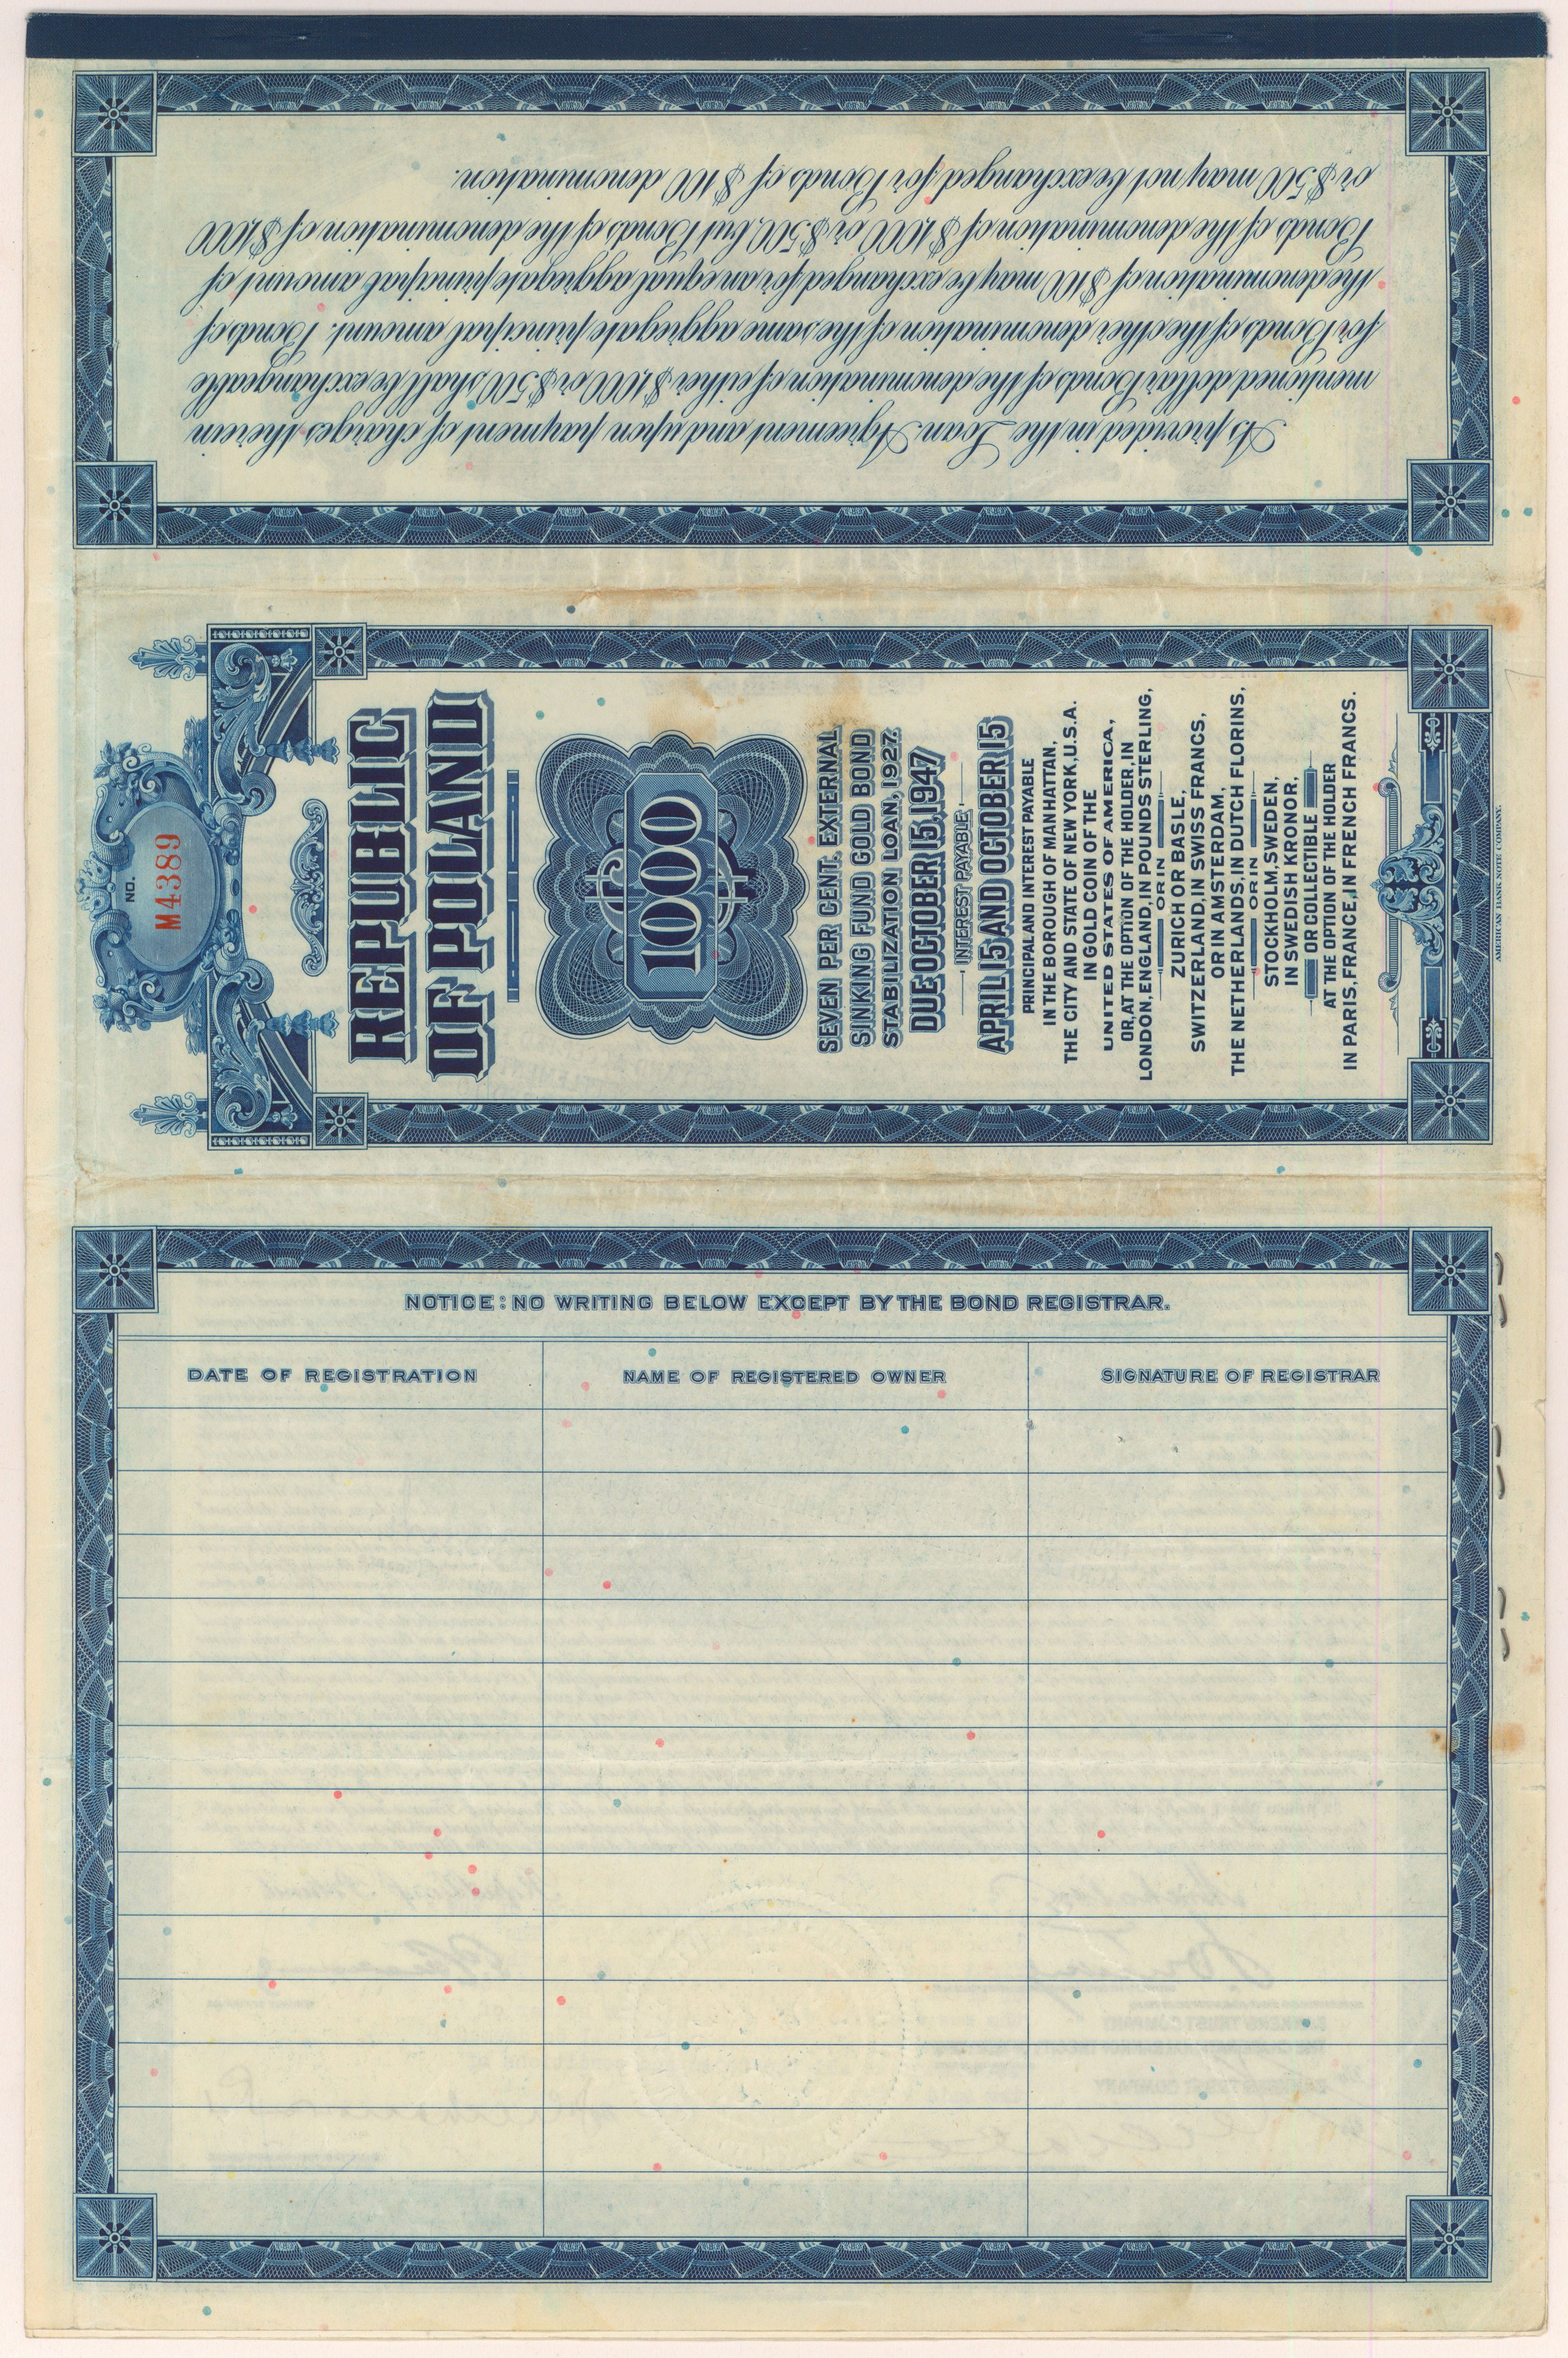 As provided in the Loan Agreement and upon payment of charges therein
mentioned dollar Bonds of the denomination of either $1,000 or $500 shall be exchangeable
for Bonds of the other denomination of the same aggregate principal amount. Bonds of
the denomination of $100 may be exchanged for an equal aggregate principal amount of
Bonds of the denomination of $1,000 or $500, but Bonds of the denomination of $1,000
or $500 may not be exchanged for Bonds of $100 denomination.
NO.
M4389
REPUBLIC
OF POLAND
$1000
SEVEN PER CENT. EXTERNAL
SINKING FUND GOLD BOND
STABILIZATION LOAN, 1927.
DUE OCTOBER 15, 1947
INTEREST PAYABLE
APRIL 15 AND OCTOBER 15
PRINCIPAL AND INTEREST PAYABLE
IN THE BOROUGH OF MANHATTAN,
THE CITY AND STATE OF NEW YORK, U.S.A.
IN GOLD COIN OF THE
UNITED STATES OF AMERICA,
OR, AT THE OPTION OF THE HOLDER, IN
LONDON, ENGLAND, IN POUNDS STERLING,
OR IN
ZURICH OR BASLE,
SWITZERLAND, IN SWISS FRANCS,
OR IN AMSTERDAM,
THE NETHERLANDS, IN DUTCH FLORINS,
OR IN
STOCKHOLM, SWEDEN,
IN SWEDISH KRONOR,
OR COLLECTIBLE
AT THE OPTION OF THE HOLDER
IN PARIS, FRANCE, IN FRENCH FRANCS.
AMERICAN BANK NOTE COMPANY.
NOTICE: NO WRITING BELOW EXCEPT BY THE BOND REGISTRAR.
DATE OF REGISTRATION
NAME OF REGISTERED OWNER
SIGNATURE OF REGISTRAR